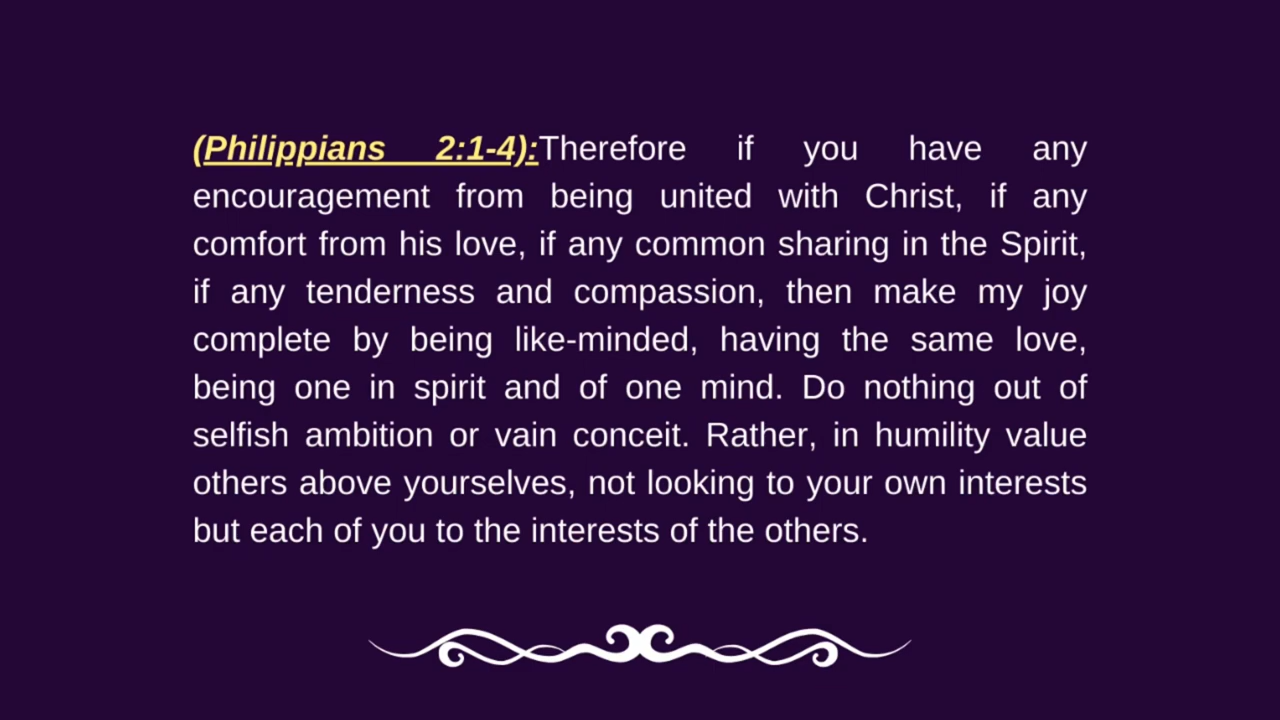 (Philippians 2:1-4):Therefore if you have any
encouragement from being united with Christ, if any
comfort from his love, if any common sharing in the Spirit,
if any tenderness and compassion, then make my joy
complete by being like-minded, having the same love,
being one in spirit and of one mind. Do nothing out of
selfish ambition or vain conceit. Rather, in humility value
others above yourselves, not looking to your own interests
but each of you to the interests of the others.